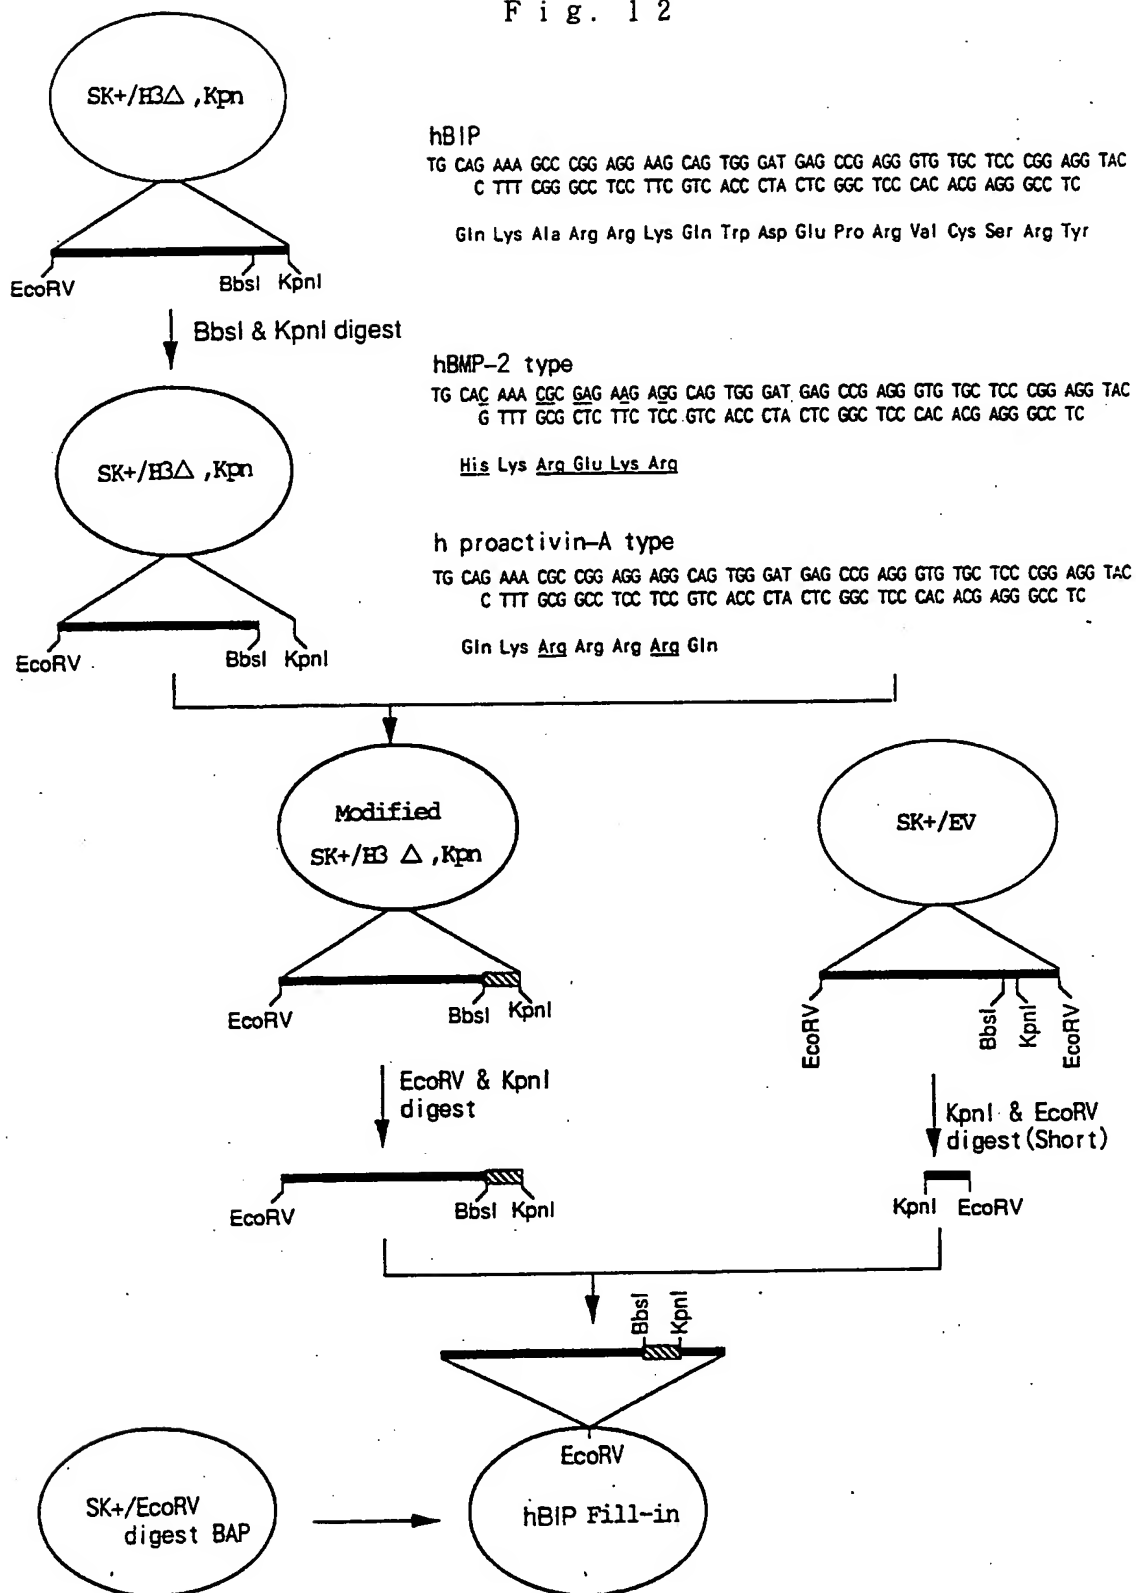 Fig. 12
SK+/H3△ ,Kpn
EcoRV
BbsI KpnI
BbsI & KpnI digest
hBIP
TG CAG AAA GCC CGG AGG AAG CAG TGG GAT GAG CCG AGG GTG TGC TCC CGG AGG TAC
C TTT CGG GCC TCC TTC GTC ACC CTA CTC GGC TCC CAC ACG AGG GCC TC
Gln Lys Ala Arg Arg Lys Gln Trp Asp Glu Pro Arg Val Cys Ser Arg Tyr
hBMP-2 type
TG CAC AAA CGC GAG AAG AGG CAG TGG GAT GAG CCG AGG GTG TGC TCC CGG AGG TAC
G TTT GCG CTC TTC TCC GTC ACC CTA CTC GGC TCC CAC ACG AGG GCC TC
His Lys Arg Glu Lys Arg
SK+/H3△ ,Kpn
EcoRV
BbsI KpnI
h proactivin-A type
TG CAG AAA CGC CGG AGG AGG CAG TGG GAT GAG CCG AGG GTG TGC TCC CGG AGG TAC
C TTT GCG GCC TCC TCC GTC ACC CTA CTC GGC TCC CAC ACG AGG GCC TC
Gln Lys Arg Arg Arg Arg Gln
Modified
SK+/H3 △ ,Kpn
EcoRV
BbsI KpnI
SK+/EV
EcoRV
BbsI
KpnI
EcoRV
EcoRV & KpnI
digest
KpnI & EcoRV
digest(Short)
EcoRV
BbsI KpnI
KpnI EcoRV
BbsI
KpnI
EcoRV
hBIP Fill-in
SK+/EcoRV
digest BAP